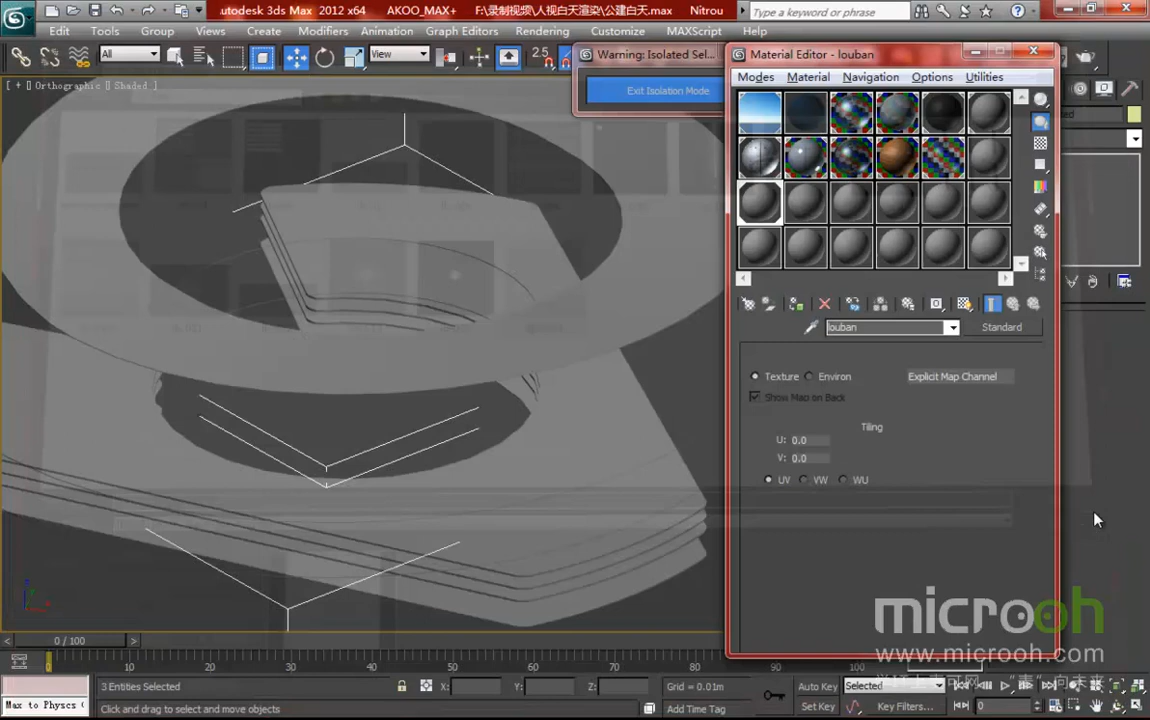 utodesk 3ds Max 2012 x64 AKOO_MAX+ F:\录制视频\人视白天渲染\公建白天.max Nitrou
Type a keyword or phrase
Edit Tools Group Views Create Modifiers Animation Graph Editors Rendering Customize MAXScript Help
All View 2.5
Warning: Isolated Sel...
Exit Isolation Mode
Material Editor - louban
Modes Material Navigation Options Utilities
[ + ][ Orthographic ][ Shaded ]
louban Standard
Texture Environ Explicit Map Channel
Show Map on Back
Tiling
U: 0.0
V: 0.0
UV VW WU
microoh
www.microoh.com
0 / 100
0 10 20 30 40 50 60 70 80 90 100
3 Entities Selected X: Y: Z: Grid = 0.01m Auto Key Selected
Max to Physcs ( Click and drag to select and move objects Add Time Tag Set Key Key Filters... 0